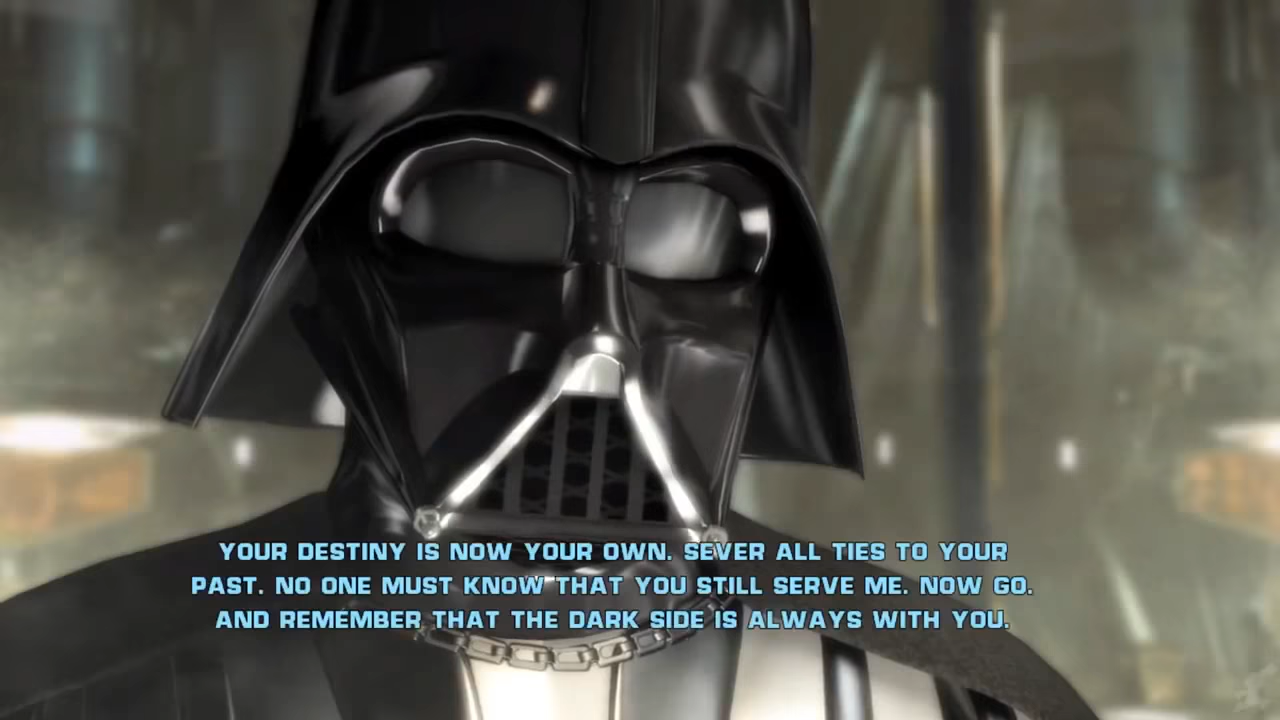 YOUR DESTINY IS NOW YOUR OWN. SEVER ALL TIES TO YOUR
PAST. NO ONE MUST KNOW THAT YOU STILL SERVE ME. NOW GO.
AND REMEMBER THAT THE DARK SIDE IS ALWAYS WITH YOU.